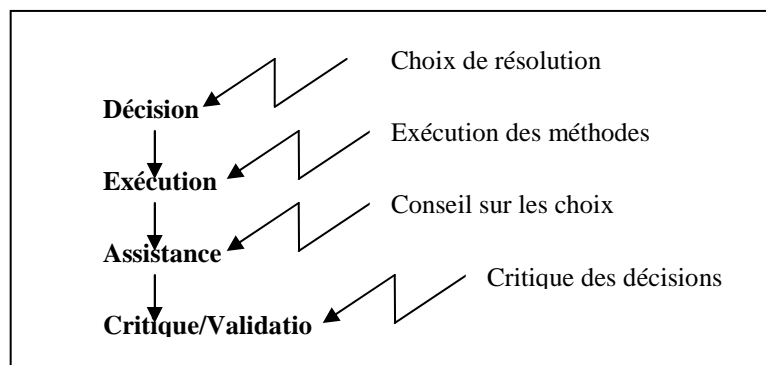 Choix de résolution
Décision
Exécution des méthodes
Exécution
Conseil sur les choix
Assistance
Critique des décisions
Critique/Validatio